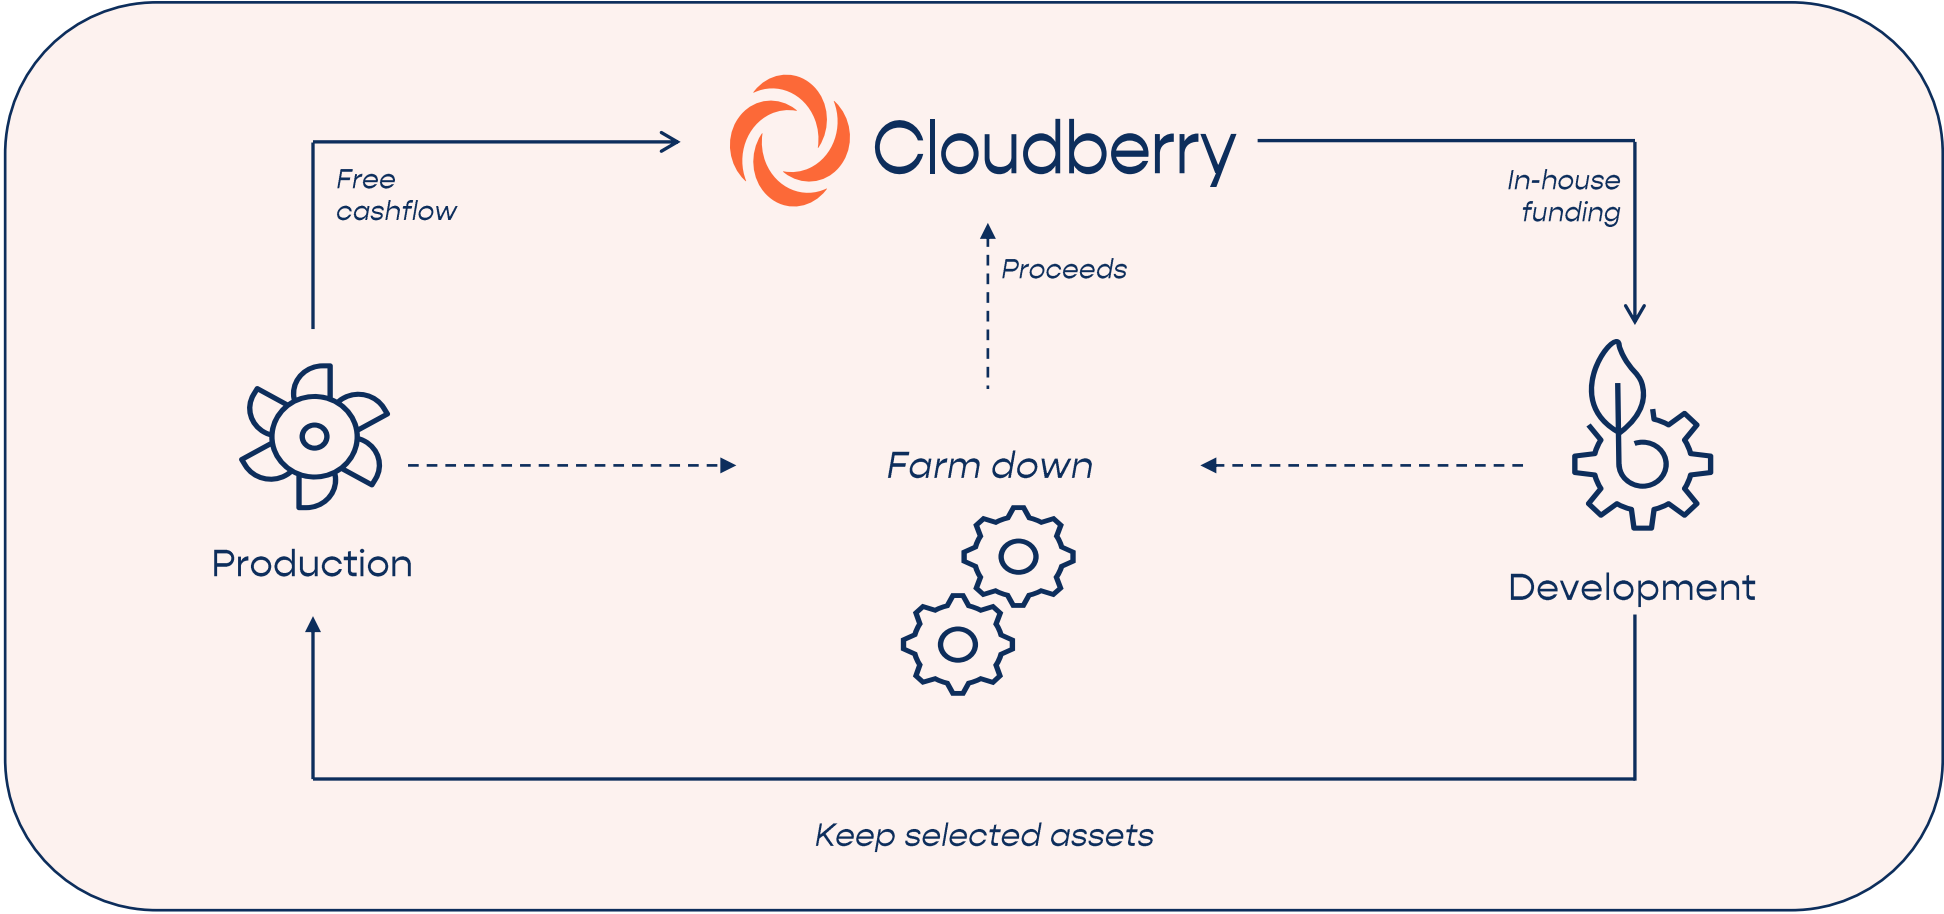 Cloudberry
Free
cashflow
In-house
funding
Proceeds
Farm down
Production
Development
Keep selected assets